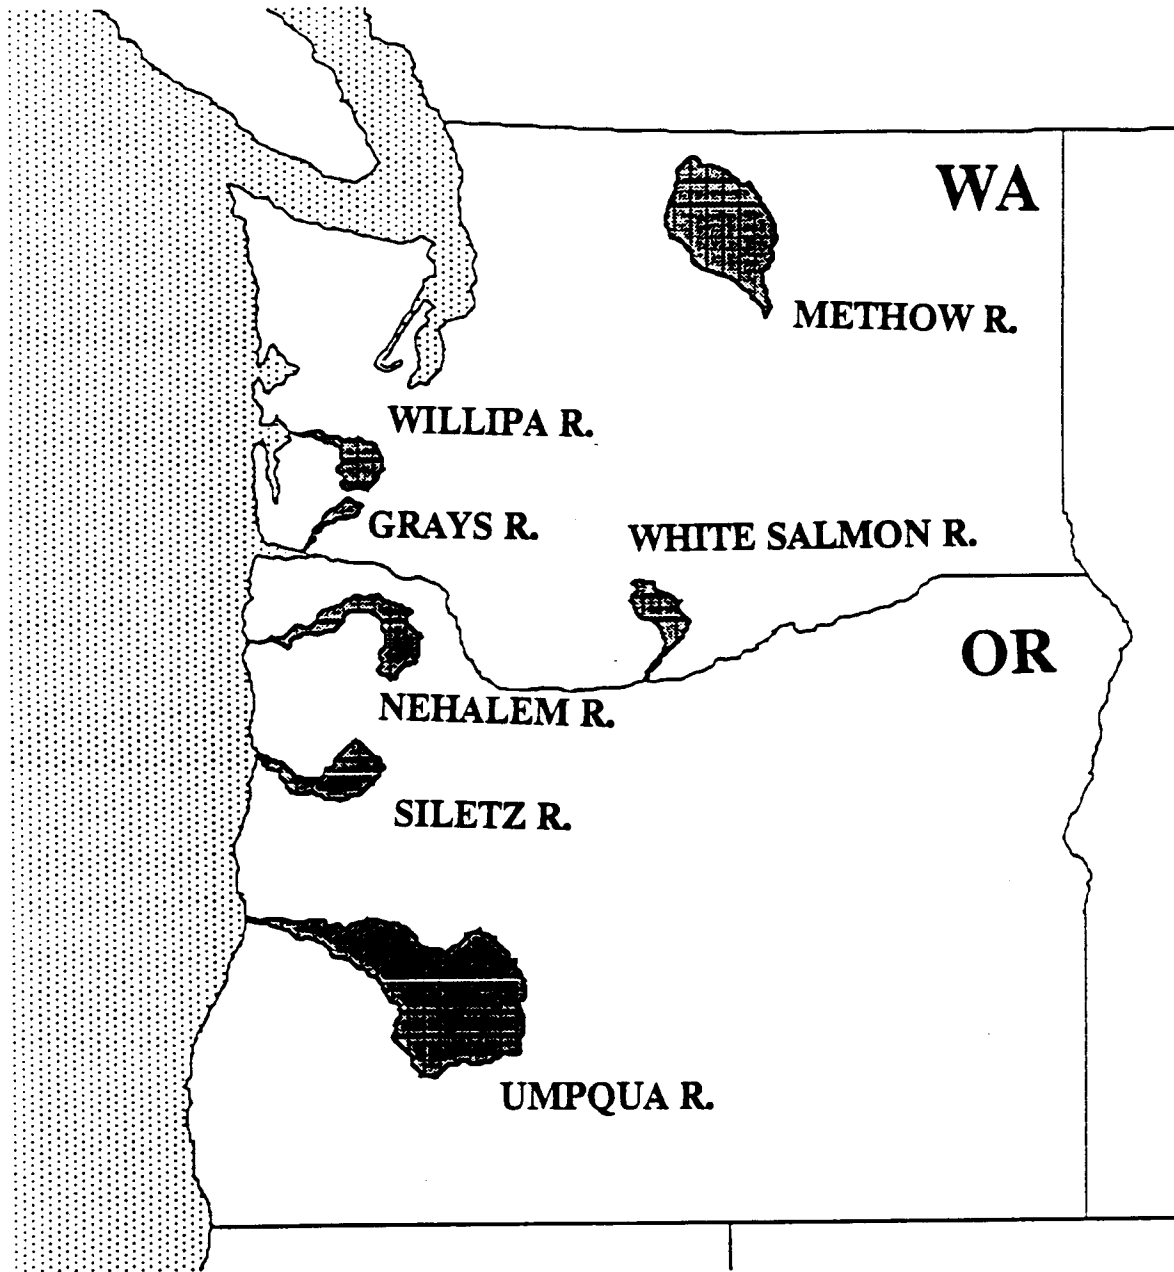 WA
METHOW R.
WILLIPA R.
GRAYS R.
WHITE SALMON R.
OR
NEHALEM R.
SILETZ R.
UMPQUA R.